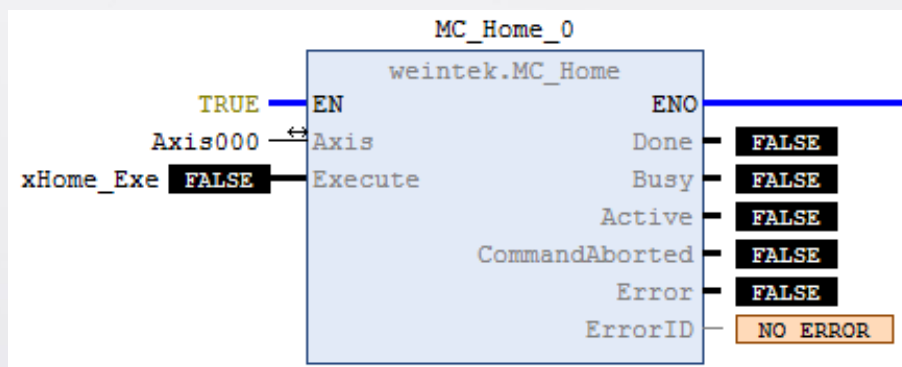 MC_Home_0
weintek.MC_Home
TRUE EN ENO
Axis000 Axis Done FALSE
xHome_Exe FALSE Execute Busy FALSE
Active FALSE
CommandAborted FALSE
Error FALSE
ErrorID NO ERROR